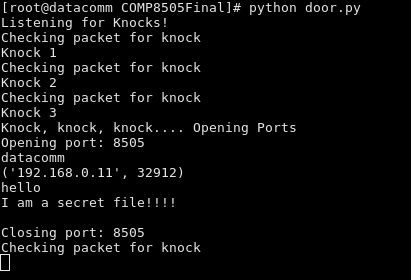 [root@datacomm COMP8505Final]# python door.py
Listening for Knocks!
Checking packet for knock
Knock 1
Checking packet for knock
Knock 2
Checking packet for knock
Knock 3
Knock, knock, knock.... Opening Ports
Opening port: 8505
datacomm
('192.168.0.11', 32912)
hello
I am a secret file!!!!
Closing port: 8505
Checking packet for knock